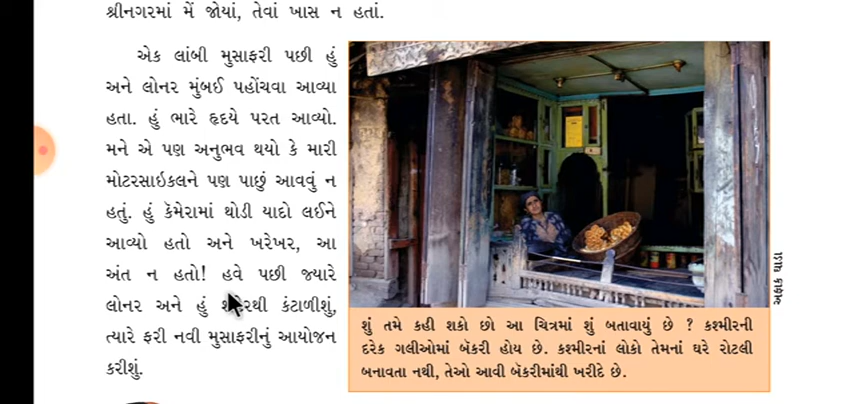 શ્રીનગરમાં મેં જોયાં, તેવાં ખાસ ન હતાં.
એક લાંબી મુસાફરી પછી હું
અને લોનર મુંબઈ પહોંચવા આવ્યા
હતા. હું ભારે હૃદયે પરત આવ્યો.
મને એ પણ અનુભવ થયો કે મારી
મોટરસાઇકલને પણ પાછું આવવું ન
હતું. હું કૅમેરામાં થોડી યાદો લઈને
આવ્યો હતો અને ખરેખર, આ
અંત ન હતો! હવે પછી જ્યારે
લોનર અને હું કંટાળીશું,
ત્યારે ફરી નવી મુસાફરીનું આયોજન
કરીશું.
શું તમે કહી શકો છો આ ચિત્રમાં શું બતાવાયું છે ? કશ્મીરની
દરેક ગલીઓમાં બૅકરી હોય છે. કશ્મીરનાં લોકો તેમનાં ઘરે રોટલી
બનાવતા નથી, તેઓ આવી બૅકરીમાંથી ખરીદે છે.